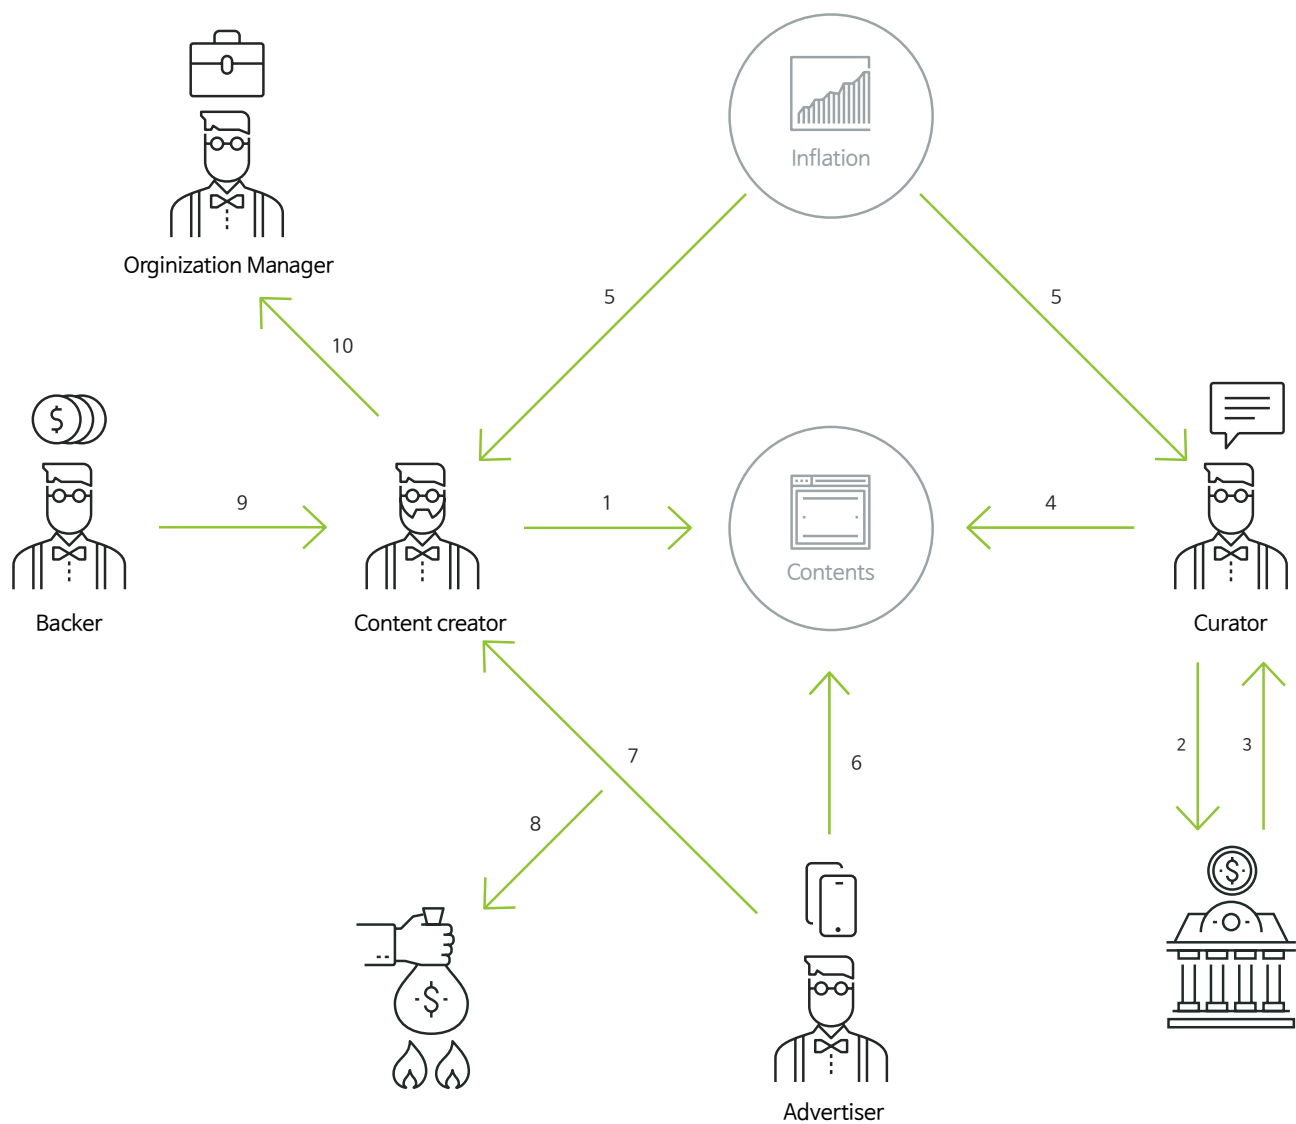 Inflation
Orginization Manager
5
5
10
$
9
1
4
Contents
Backer
Content creator
Curator
7
6
2
3
8
$
$
Advertiser